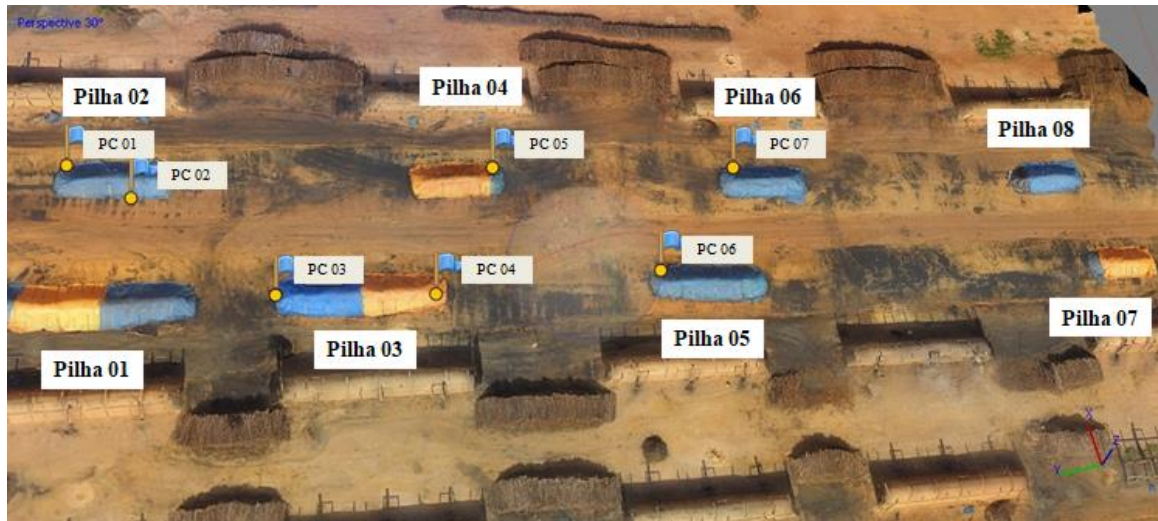 Perspective 30°
Pilha 02
Pilha 04
Pilha 06
Pilha 08
PC 01
PC 02
PC 05
PC 07
PC 03
PC 04
PC 06
Pilha 01
Pilha 03
Pilha 05
Pilha 07
X
Y
Z